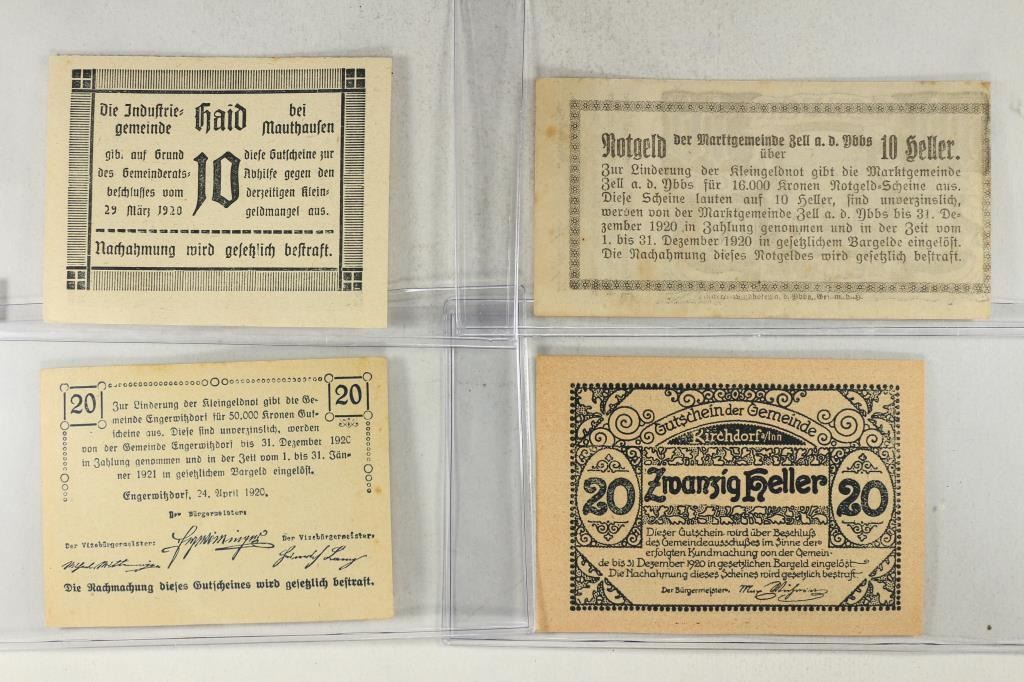 Die Industrie- Haid bei
gemeinde Mauthausen
gibt auf Grund 10 diese Gutscheine zur
des Gemeinderats- Abhilfe gegen den
beschlußes vom derzeitigen Klein-
29 März 1920 geldmangel aus.
Nachahmung wird gesetzlich bestraft.
Notgeld der Marktgemeinde Zell a. d. Ybbs über 10 Heller.
Zur Linderung der Kleingeldnot gibt die Marktgemeinde
Zell a. d. Ybbs für 16.000 Kronen Notgeld-Scheine aus.
Diese Scheine lauten auf 10 Heller, sind unverzinslich,
werden von der Marktgemeinde Zell a. d. Ybbs bis 31. De-
zember 1920 in Zahlung genommen und in der Zeit vom
1. bis 31. Dezember 1920 in gesetzlichem Bargelde eingelöst.
Die Nachahmung dieses Notgeldes wird gesetzlich bestraft.
20 20
Zur Linderung der Kleingeldnot gibt die Ge-
meinde Engerwitzdorf für 50,000 Kronen Gut-
scheine aus. Diese sind unverzinslich, werden
von der Gemeinde Engerwitzdorf bis 31. Dezember 1920
in Zahlung genommen und in der Zeit vom 1. bis 31. Jän-
ner 1921 in gesetzlichem Bargeld eingelöst.
Engerwitzdorf, 24. April 1920.
Der Bürgermeister:
Der Vizebürgermeister: Der Vizebürgermeister:
Die Nachmachung dieses Gutscheines wird gesetzlich bestraft.
Gutschein der Gemeinde
Kirchdorf a/Inn
20 Zwanzig Heller 20
Dieser Gutschein wird über Beschluß
des Gemeindeausschußes im Sinne der
erfolgten Kundmachung von der Gemein-
de bis 31 Dezember 1920 in gesetzlichen Bargeld eingelöst
Die Nachahmung dieses Scheines wird gesetzlich bestraft
Der Bürgermeister: